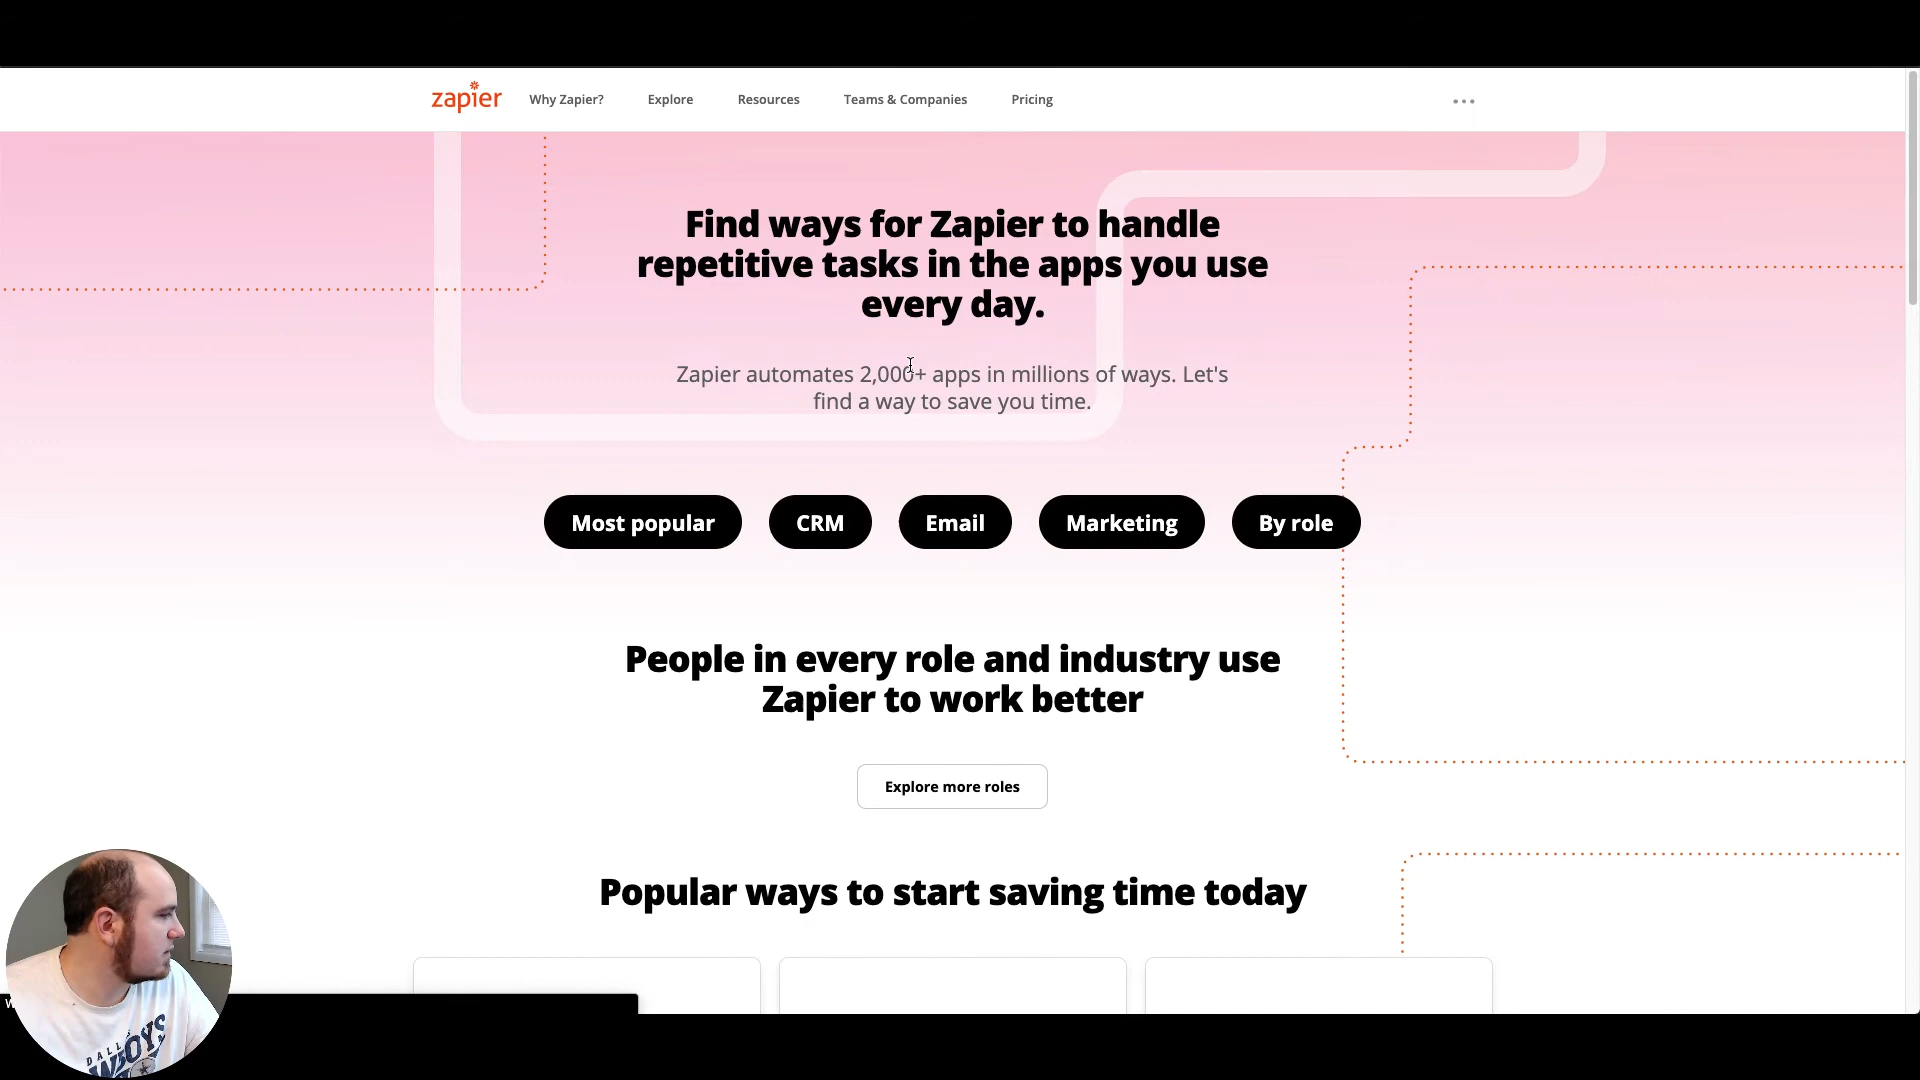 zapier
Why Zapier?
Explore
Resources
Teams & Companies
Pricing
Find ways for Zapier to handle
repetitive tasks in the apps you use
every day.
Zapier automates 2,000+ apps in millions of ways. Let's
find a way to save you time.
Most popular
CRM
Email
Marketing
By role
People in every role and industry use
Zapier to work better
Explore more roles
Popular ways to start saving time today
DALLAS
COWBOYS